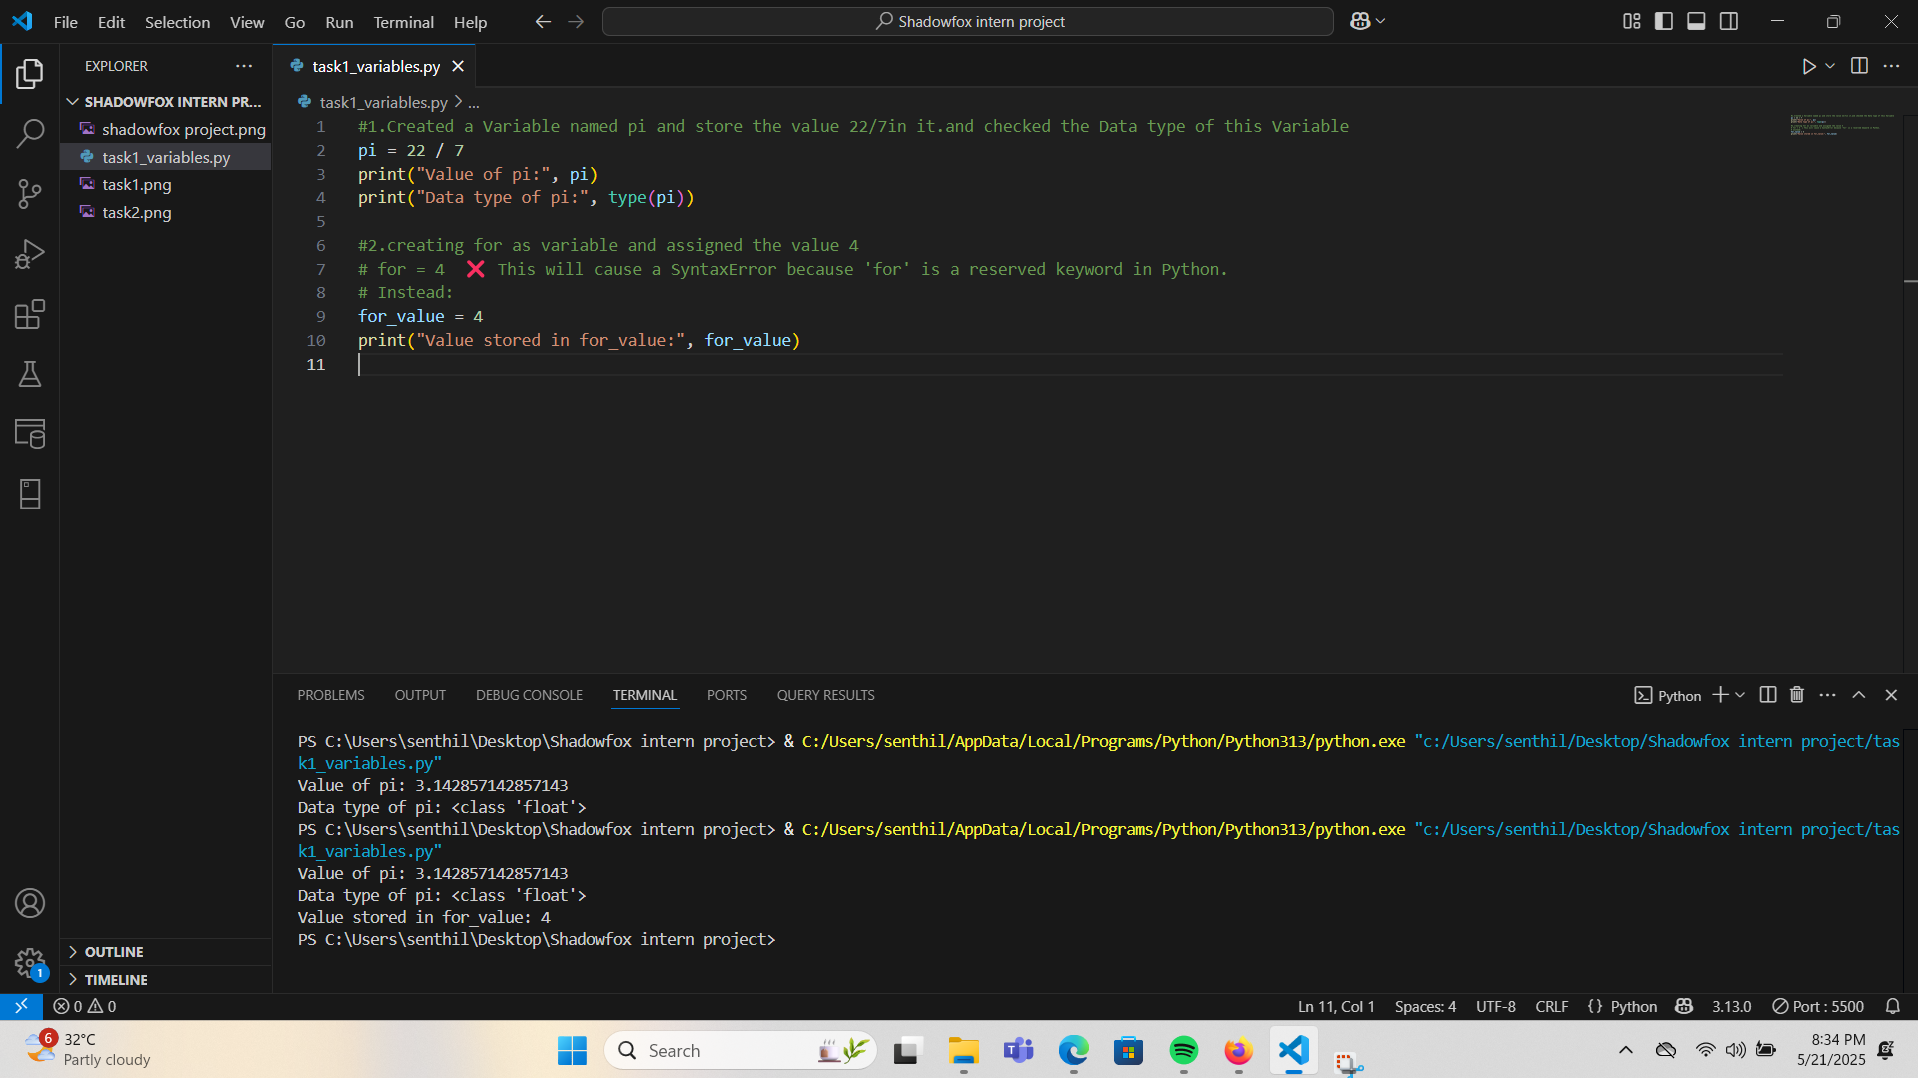 File Edit Selection View Go Run Terminal Help
Shadowfox intern project
EXPLORER
SHADOWFOX INTERN PR...
shadowfox project.png
task1_variables.py
task1.png
task2.png
OUTLINE
TIMELINE
1
task1_variables.py
task1_variables.py > ...
1 #1.Created a Variable named pi and store the value 22/7in it.and checked the Data type of this Variable
2 pi = 22 / 7
3 print("Value of pi:", pi)
4 print("Data type of pi:", type(pi))
5
6 #2.creating for as variable and assigned the value 4
7 # for = 4 ❌ This will cause a SyntaxError because 'for' is a reserved keyword in Python.
8 # Instead:
9 for_value = 4
10 print("Value stored in for_value:", for_value)
11
PROBLEMS OUTPUT DEBUG CONSOLE TERMINAL PORTS QUERY RESULTS
Python
PS C:\Users\senthil\Desktop\Shadowfox intern project> & C:/Users/senthil/AppData/Local/Programs/Python/Python313/python.exe "c:/Users/senthil/Desktop/Shadowfox intern project/tas
k1_variables.py"
Value of pi: 3.142857142857143
Data type of pi: <class 'float'>
PS C:\Users\senthil\Desktop\Shadowfox intern project> & C:/Users/senthil/AppData/Local/Programs/Python/Python313/python.exe "c:/Users/senthil/Desktop/Shadowfox intern project/tas
k1_variables.py"
Value of pi: 3.142857142857143
Data type of pi: <class 'float'>
Value stored in for_value: 4
PS C:\Users\senthil\Desktop\Shadowfox intern project>
0 0
Ln 11, Col 1 Spaces: 4 UTF-8 CRLF {} Python 3.13.0 Port : 5500
6
32°C
Partly cloudy
Search
8:34 PM
5/21/2025